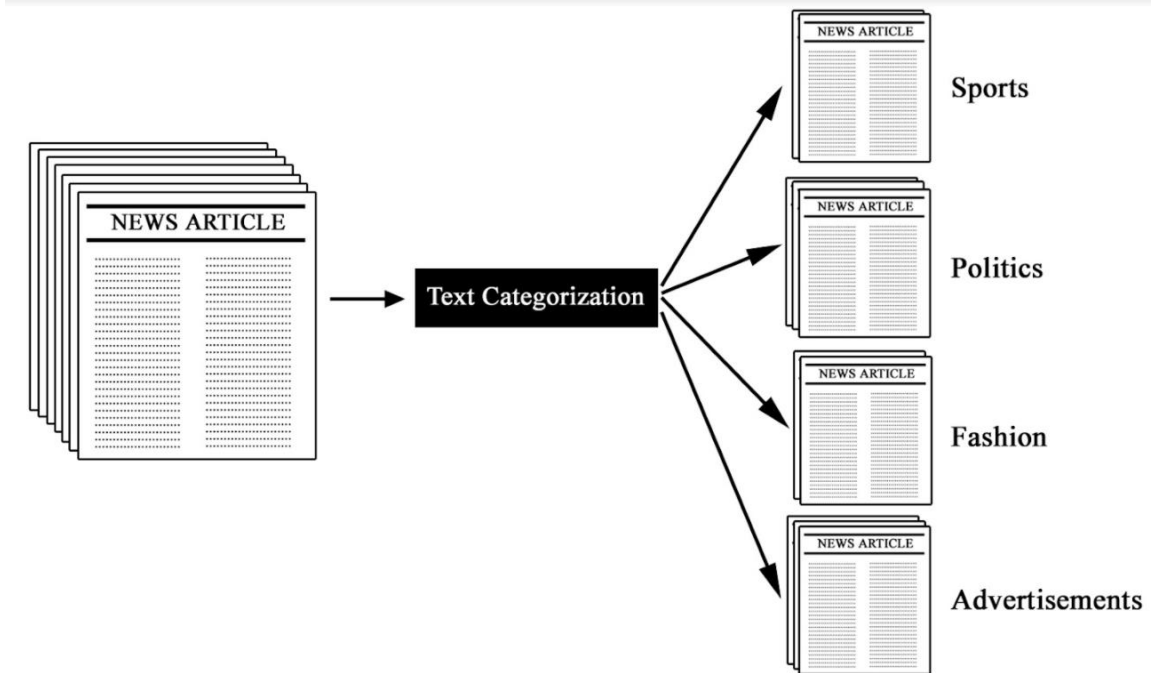 NEWS ARTICLE
Text Categorization
NEWS ARTICLE
Sports
NEWS ARTICLE
Politics
NEWS ARTICLE
Fashion
NEWS ARTICLE
Advertisements